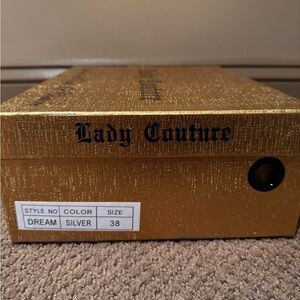 Lady Couture
STYLE NO COLOR SIZE
DREAM SILVER 38